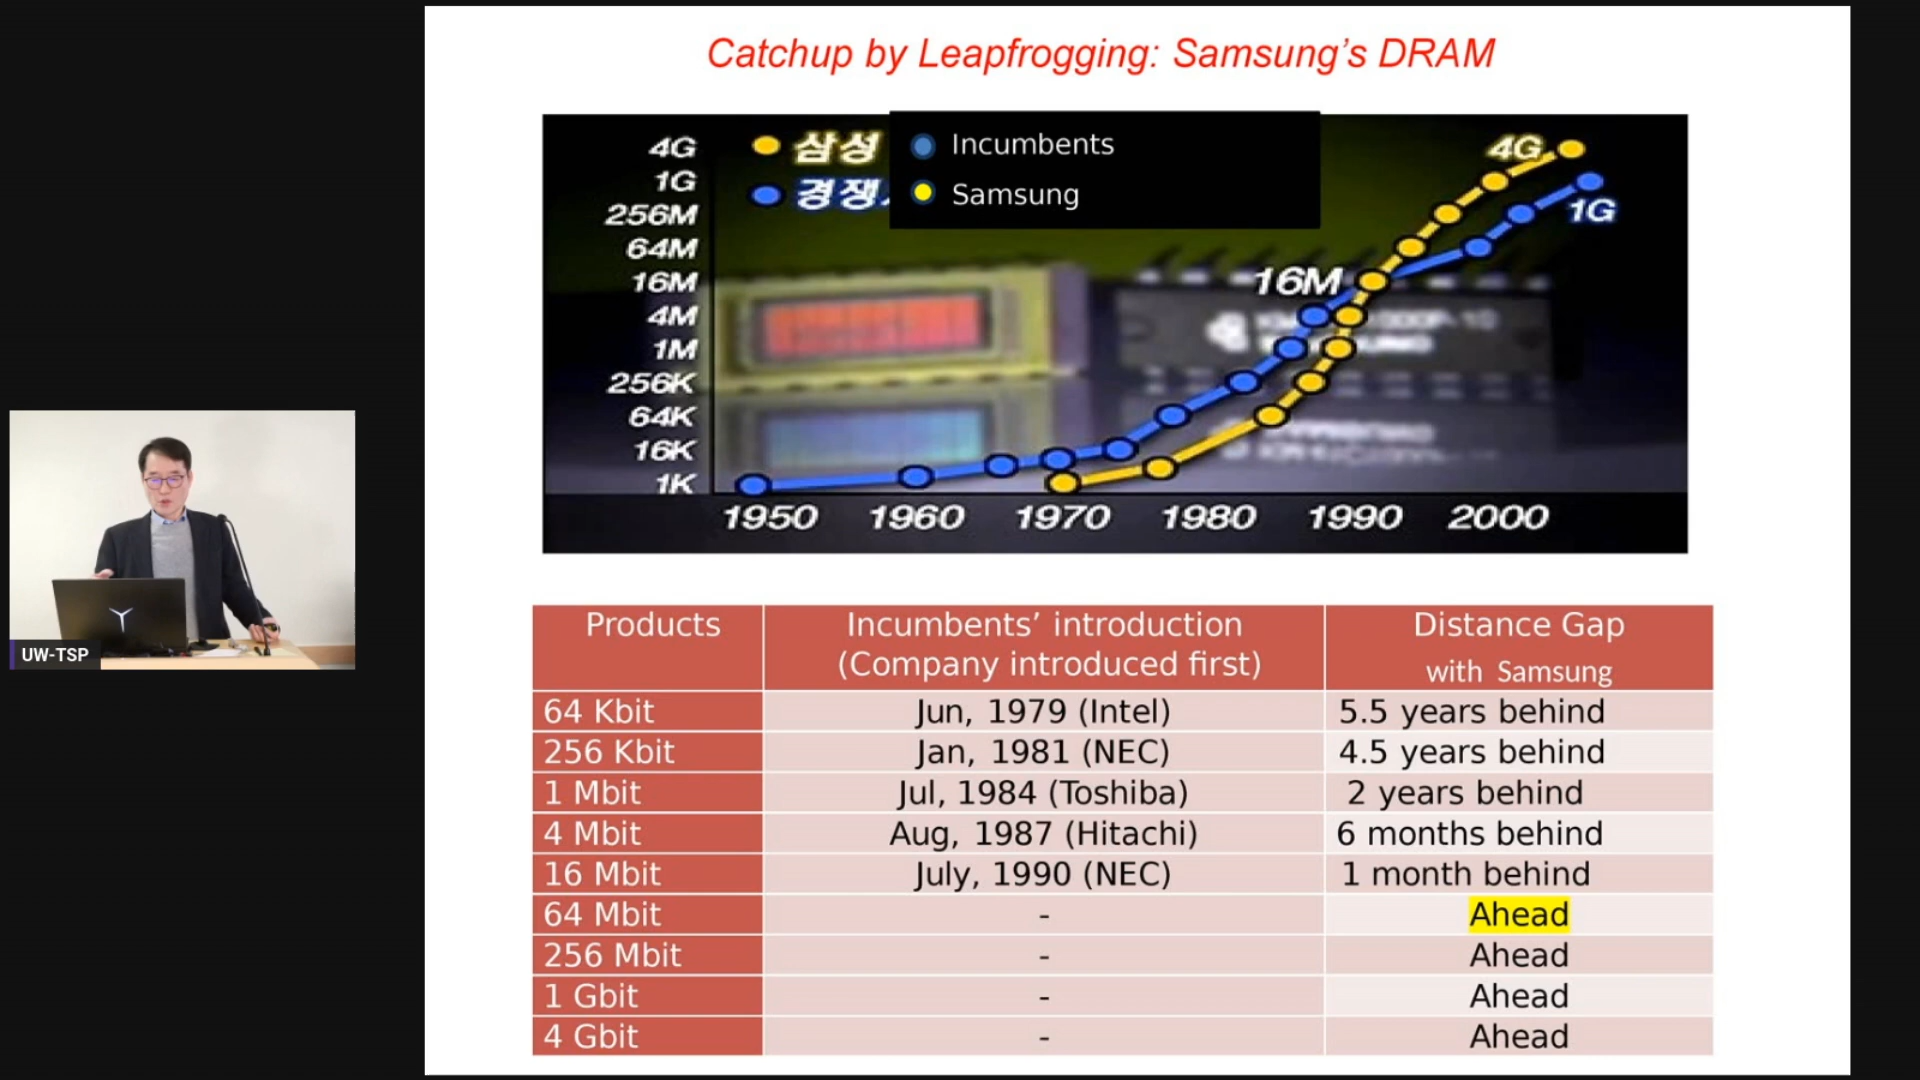 Catchup by Leapfrogging: Samsung's DRAM
4G
1G
256M
64M
16M
4M
1M
256K
64K
16K
1K
삼성
경쟁
Incumbents
Samsung
4G
1G
16M
1950 1960 1970 1980 1990 2000
Products Incumbents' introduction (Company introduced first) Distance Gap with Samsung
64 Kbit Jun, 1979 (Intel) 5.5 years behind
256 Kbit Jan, 1981 (NEC) 4.5 years behind
1 Mbit Jul, 1984 (Toshiba) 2 years behind
4 Mbit Aug, 1987 (Hitachi) 6 months behind
16 Mbit July, 1990 (NEC) 1 month behind
64 Mbit - Ahead
256 Mbit - Ahead
1 Gbit - Ahead
4 Gbit - Ahead
UW-TSP